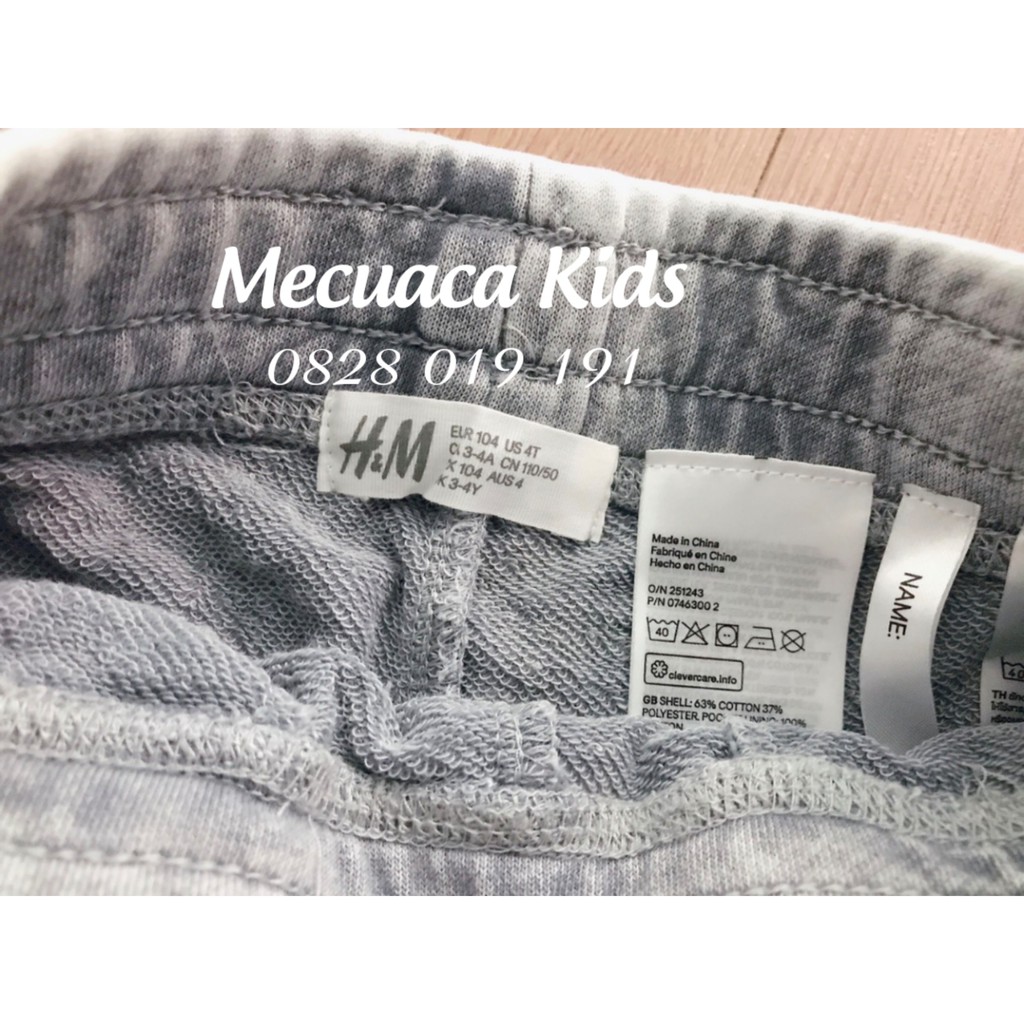 Mecuaca Kids
0828 019 191
H&M
EUR 104 US 4T
3-4A CN 110/50
X 104 AUS 4
K 3-4Y
Made in China
Fabriqué en Chine
Hecho en China
O/N 251243
P/N 0746300 2
40
clevercare.info
GB SHELL: 63% COTTON 37%
POLYESTER. 100%
NAME:
40